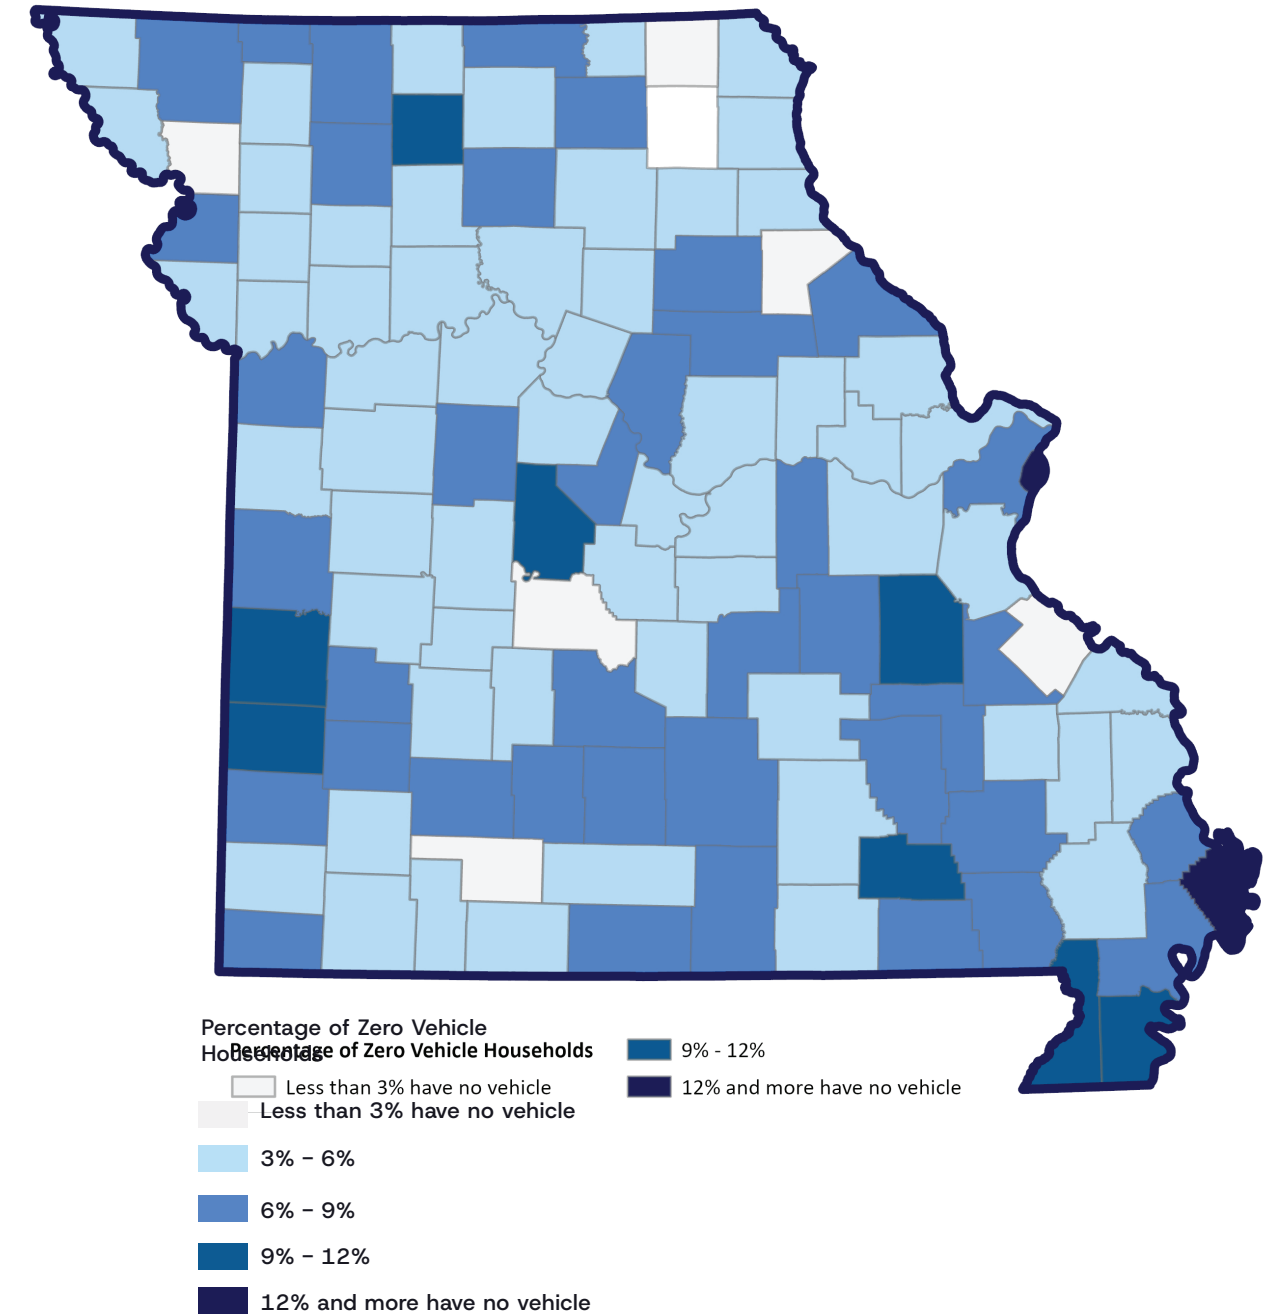 Percentage of Zero Vehicle
Households
Percentage of Zero Vehicle Households
9% - 12%
Less than 3% have no vehicle
12% and more have no vehicle
Less than 3% have no vehicle
3% – 6%
6% – 9%
9% – 12%
12% and more have no vehicle